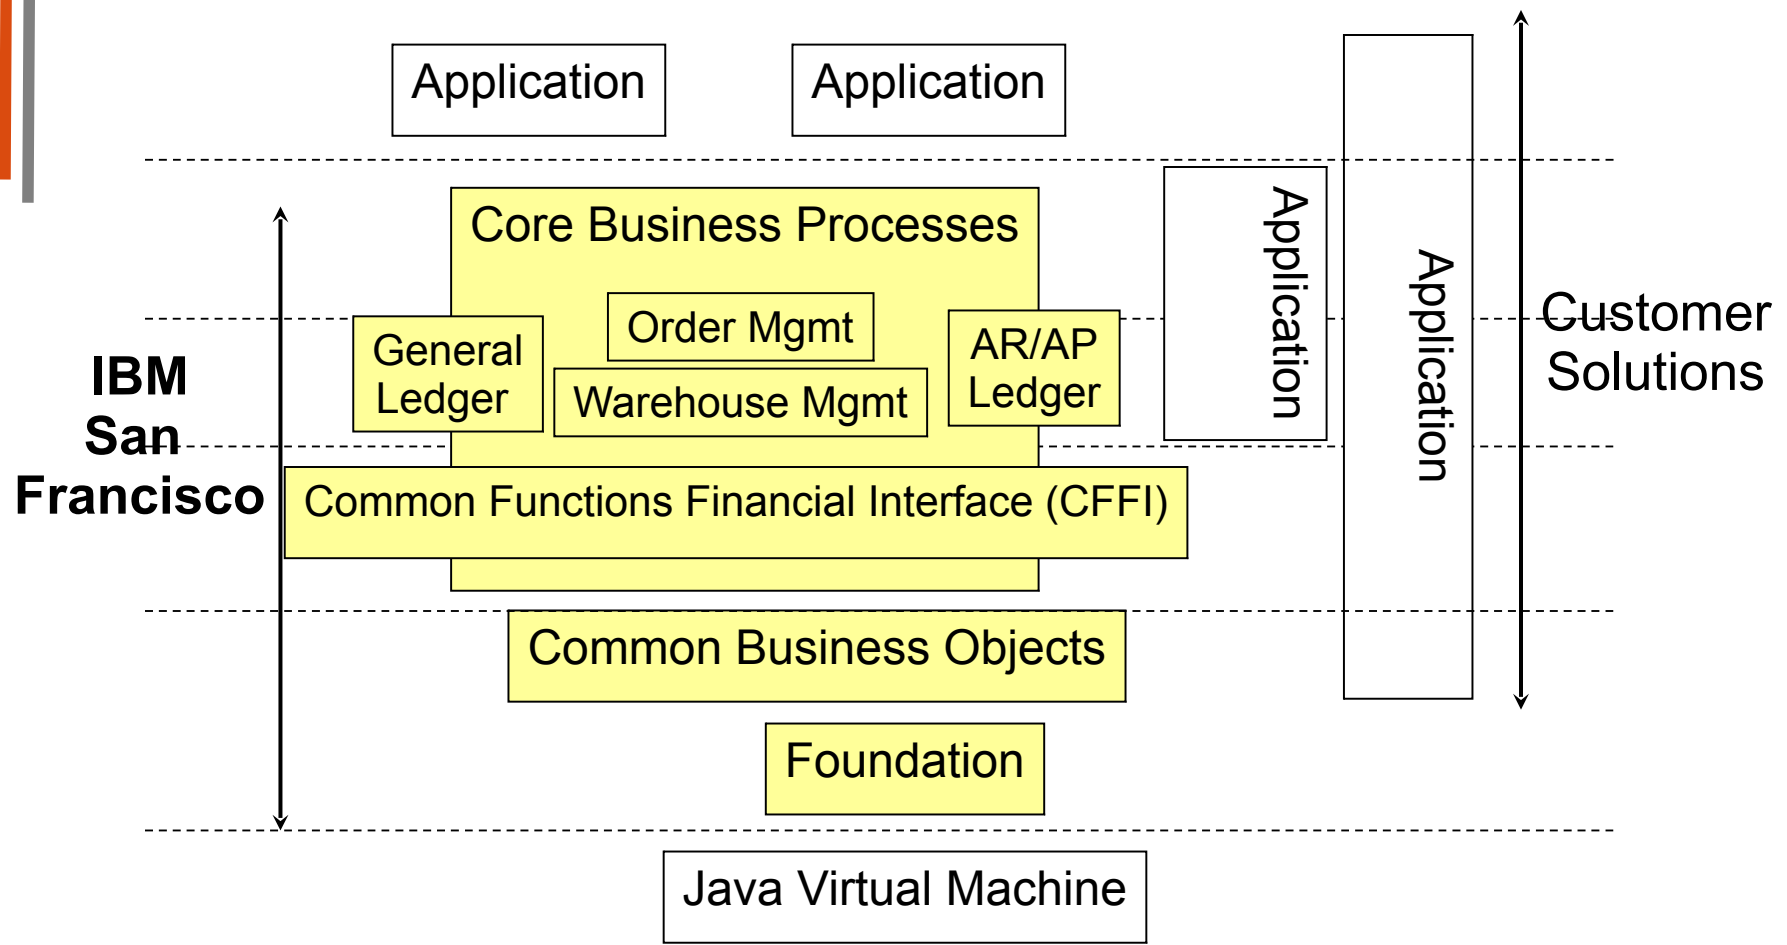 Application
Application
Core Business Processes
Application
Application
Order Mgmt
General
Ledger
AR/AP
Ledger
Warehouse Mgmt
Customer
Solutions
IBM
San
Francisco
Common Functions Financial Interface (CFFI)
Common Business Objects
Foundation
Java Virtual Machine